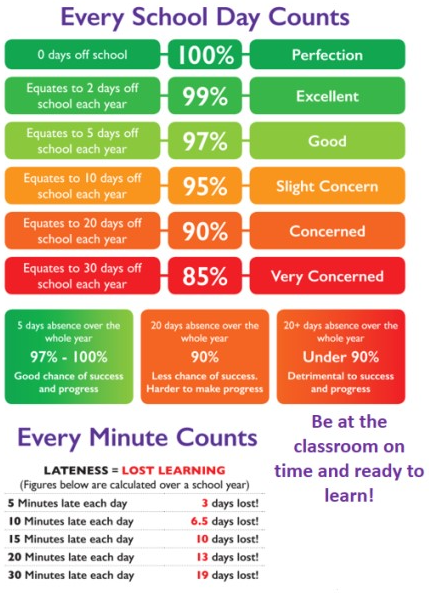 Every School Day Counts
0 days off school 100% Perfection
Equates to 2 days off
school each year
99% Excellent
Equates to 5 days off
school each year
97% Good
Equates to 10 days off
school each year
95% Slight Concern
Equates to 20 days off
school each year
90% Concerned
Equates to 30 days off
school each year
85% Very Concerned
5 days absence over the
whole year
97% - 100%
Good chance of success
and progress
20 days absence over the
whole year
90%
Less chance of success.
Harder to make progress
20+ days absence over the
whole year
Under 90%
Detrimental to success
and progress
Every Minute Counts
LATENESS = LOST LEARNING
(Figures below are calculated over a school year)
5 Minutes late each day 3 days lost!
10 Minutes late each day 6.5 days lost!
15 Minutes late each day 10 days lost!
20 Minutes late each day 13 days lost!
30 Minutes late each day 19 days lost!
Be at the
classroom on
time and ready to
learn!